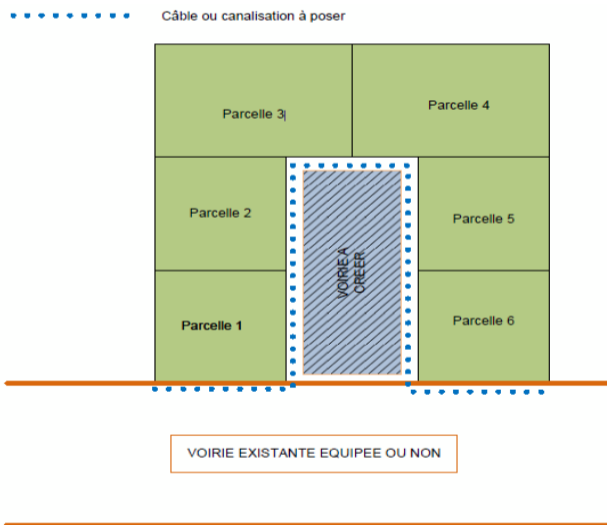 Câble ou canalisation à poser
Parcelle 3
Parcelle 4
Parcelle 2
Parcelle 5
VOIRIE A
CREER
Parcelle 1
Parcelle 6
VOIRIE EXISTANTE EQUIPEE OU NON